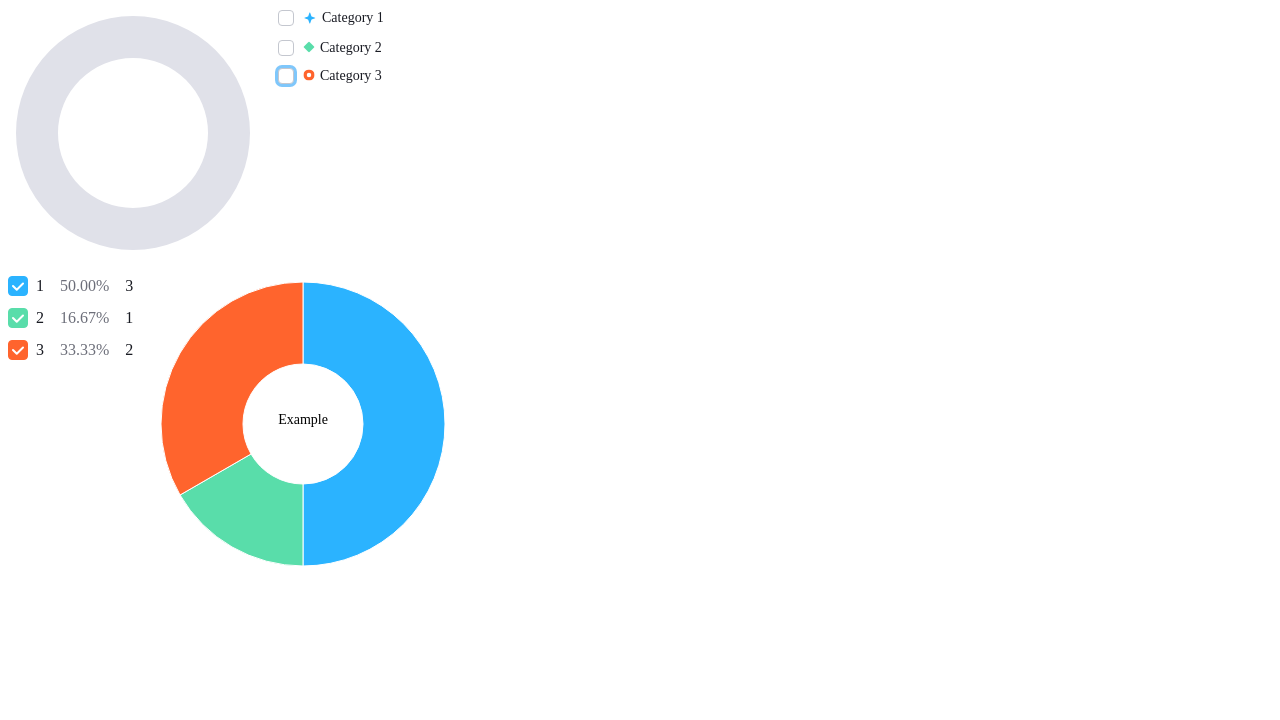 Category 1
Category 2
Category 3
1 50.00% 3
2 16.67% 1
3 33.33% 2
Example